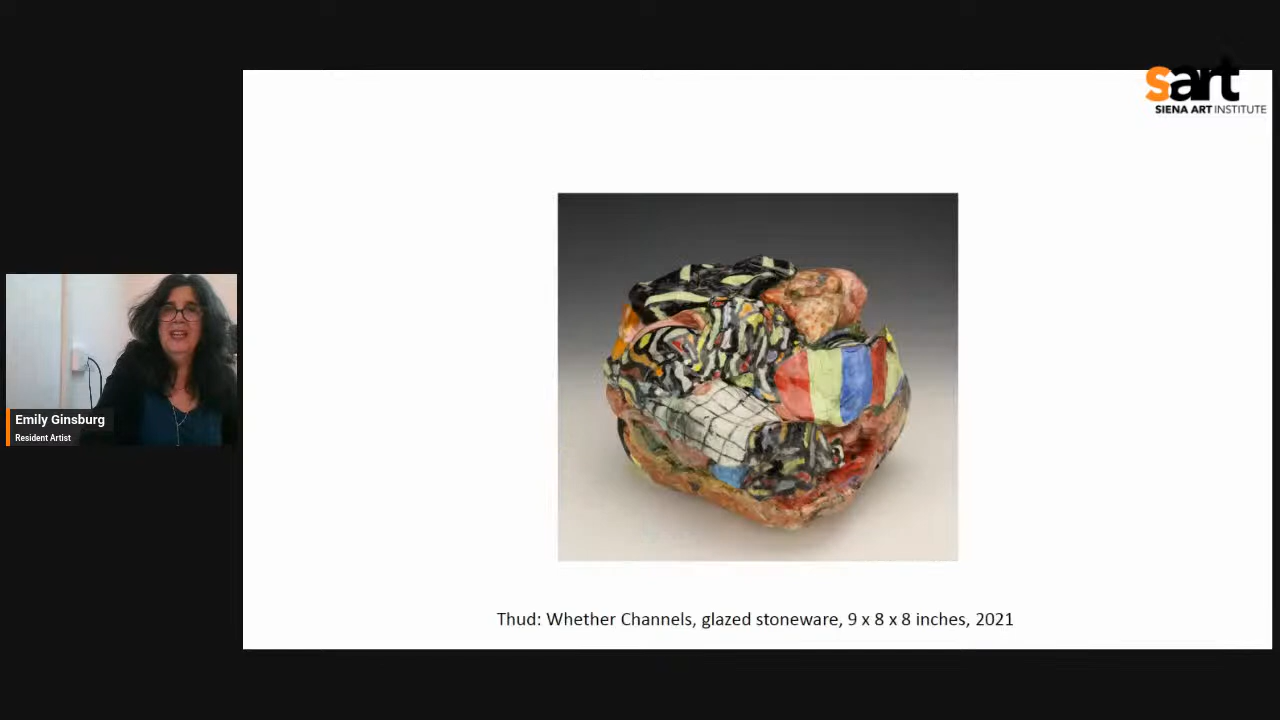 sart
SIENA ART INSTITUTE
Emily Ginsburg
Resident Artist
Thud: Whether Channels, glazed stoneware, 9 x 8 x 8 inches, 2021